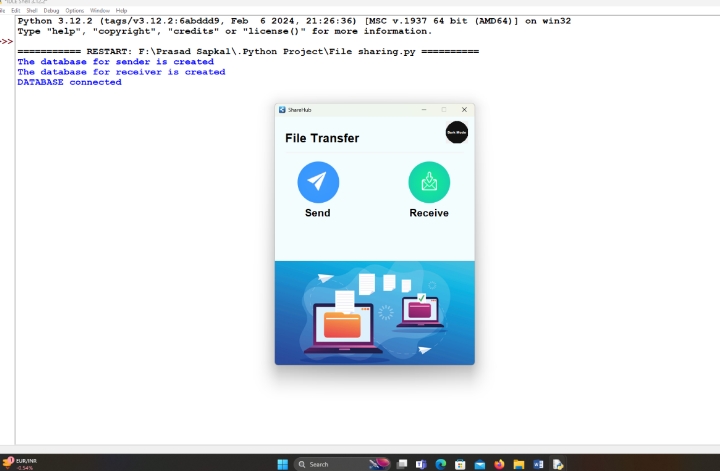 Python 3.12.2 (tags/v3.12.2:6abddd9, Feb  6 2024, 21:26:36) [MSC v.1937 64 bit (AMD64)] on win32
Type "help", "copyright", "credits" or "license()" for more information.
>>>
=========== RESTART: F:\Prasad Sapkal\.Python Project\File sharing.py ==========
The database for sender is created
The database for receiver is created
DATABASE connected
Edit Shell Debug Options Window Help
ShareHub
File Transfer
Dark Mode
Send Receive
EUR/INR
-0.54%
Search